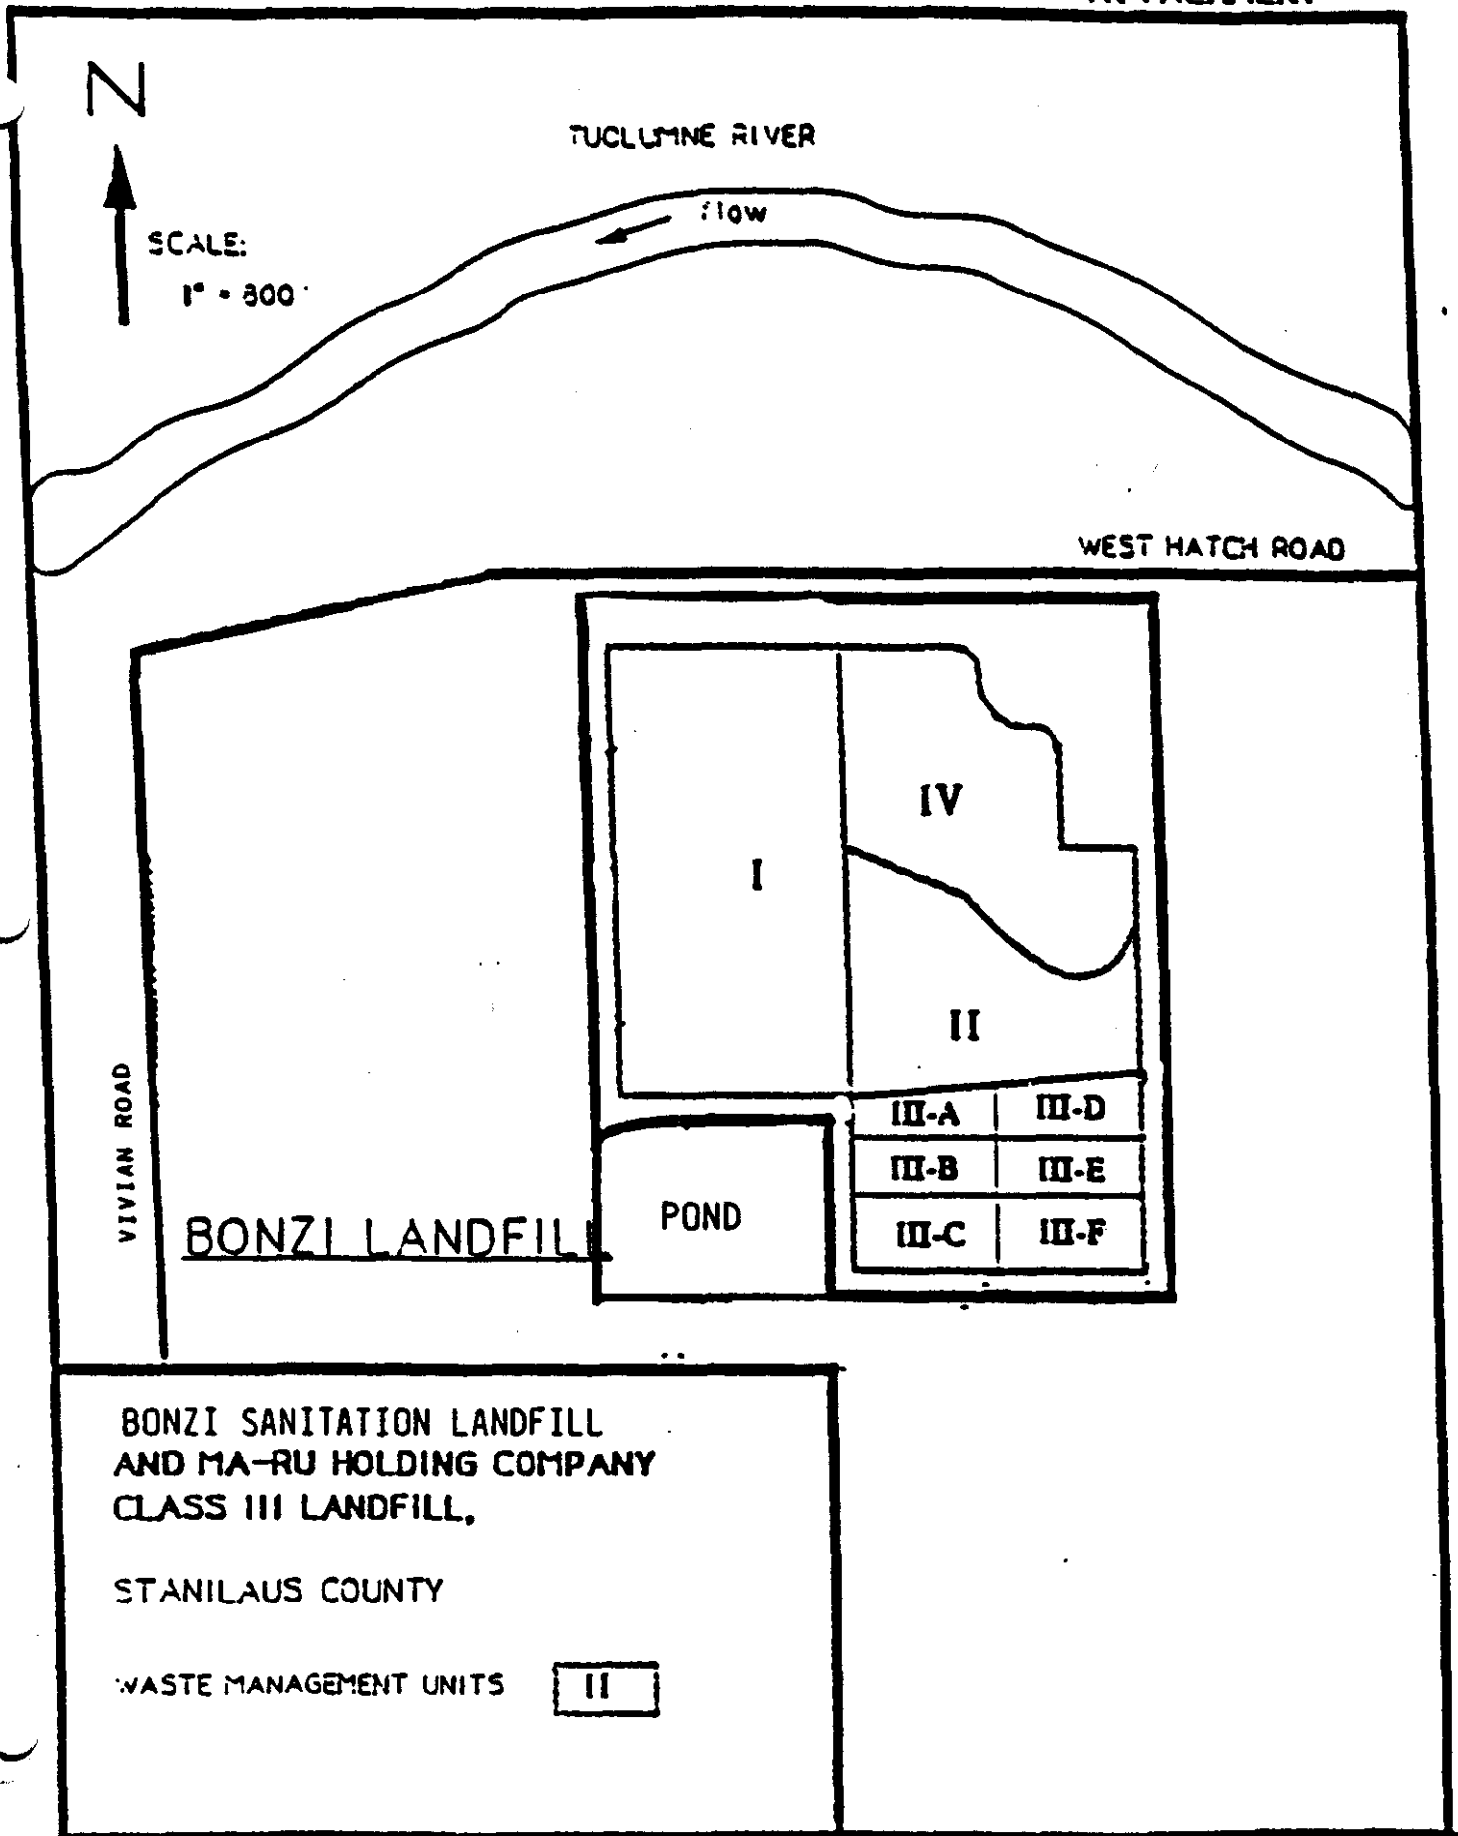 N
TUCLUMNE RIVER
flow
SCALE:
1" = 800'
WEST HATCH ROAD
IV
I
II
III-A
III-D
III-B
III-E
III-C
III-F
VIVIAN ROAD
POND
BONZI LANDFILL
BONZI SANITATION LANDFILL
AND MA-RU HOLDING COMPANY
CLASS III LANDFILL,
STANILAUS COUNTY
WASTE MANAGEMENT UNITS
II